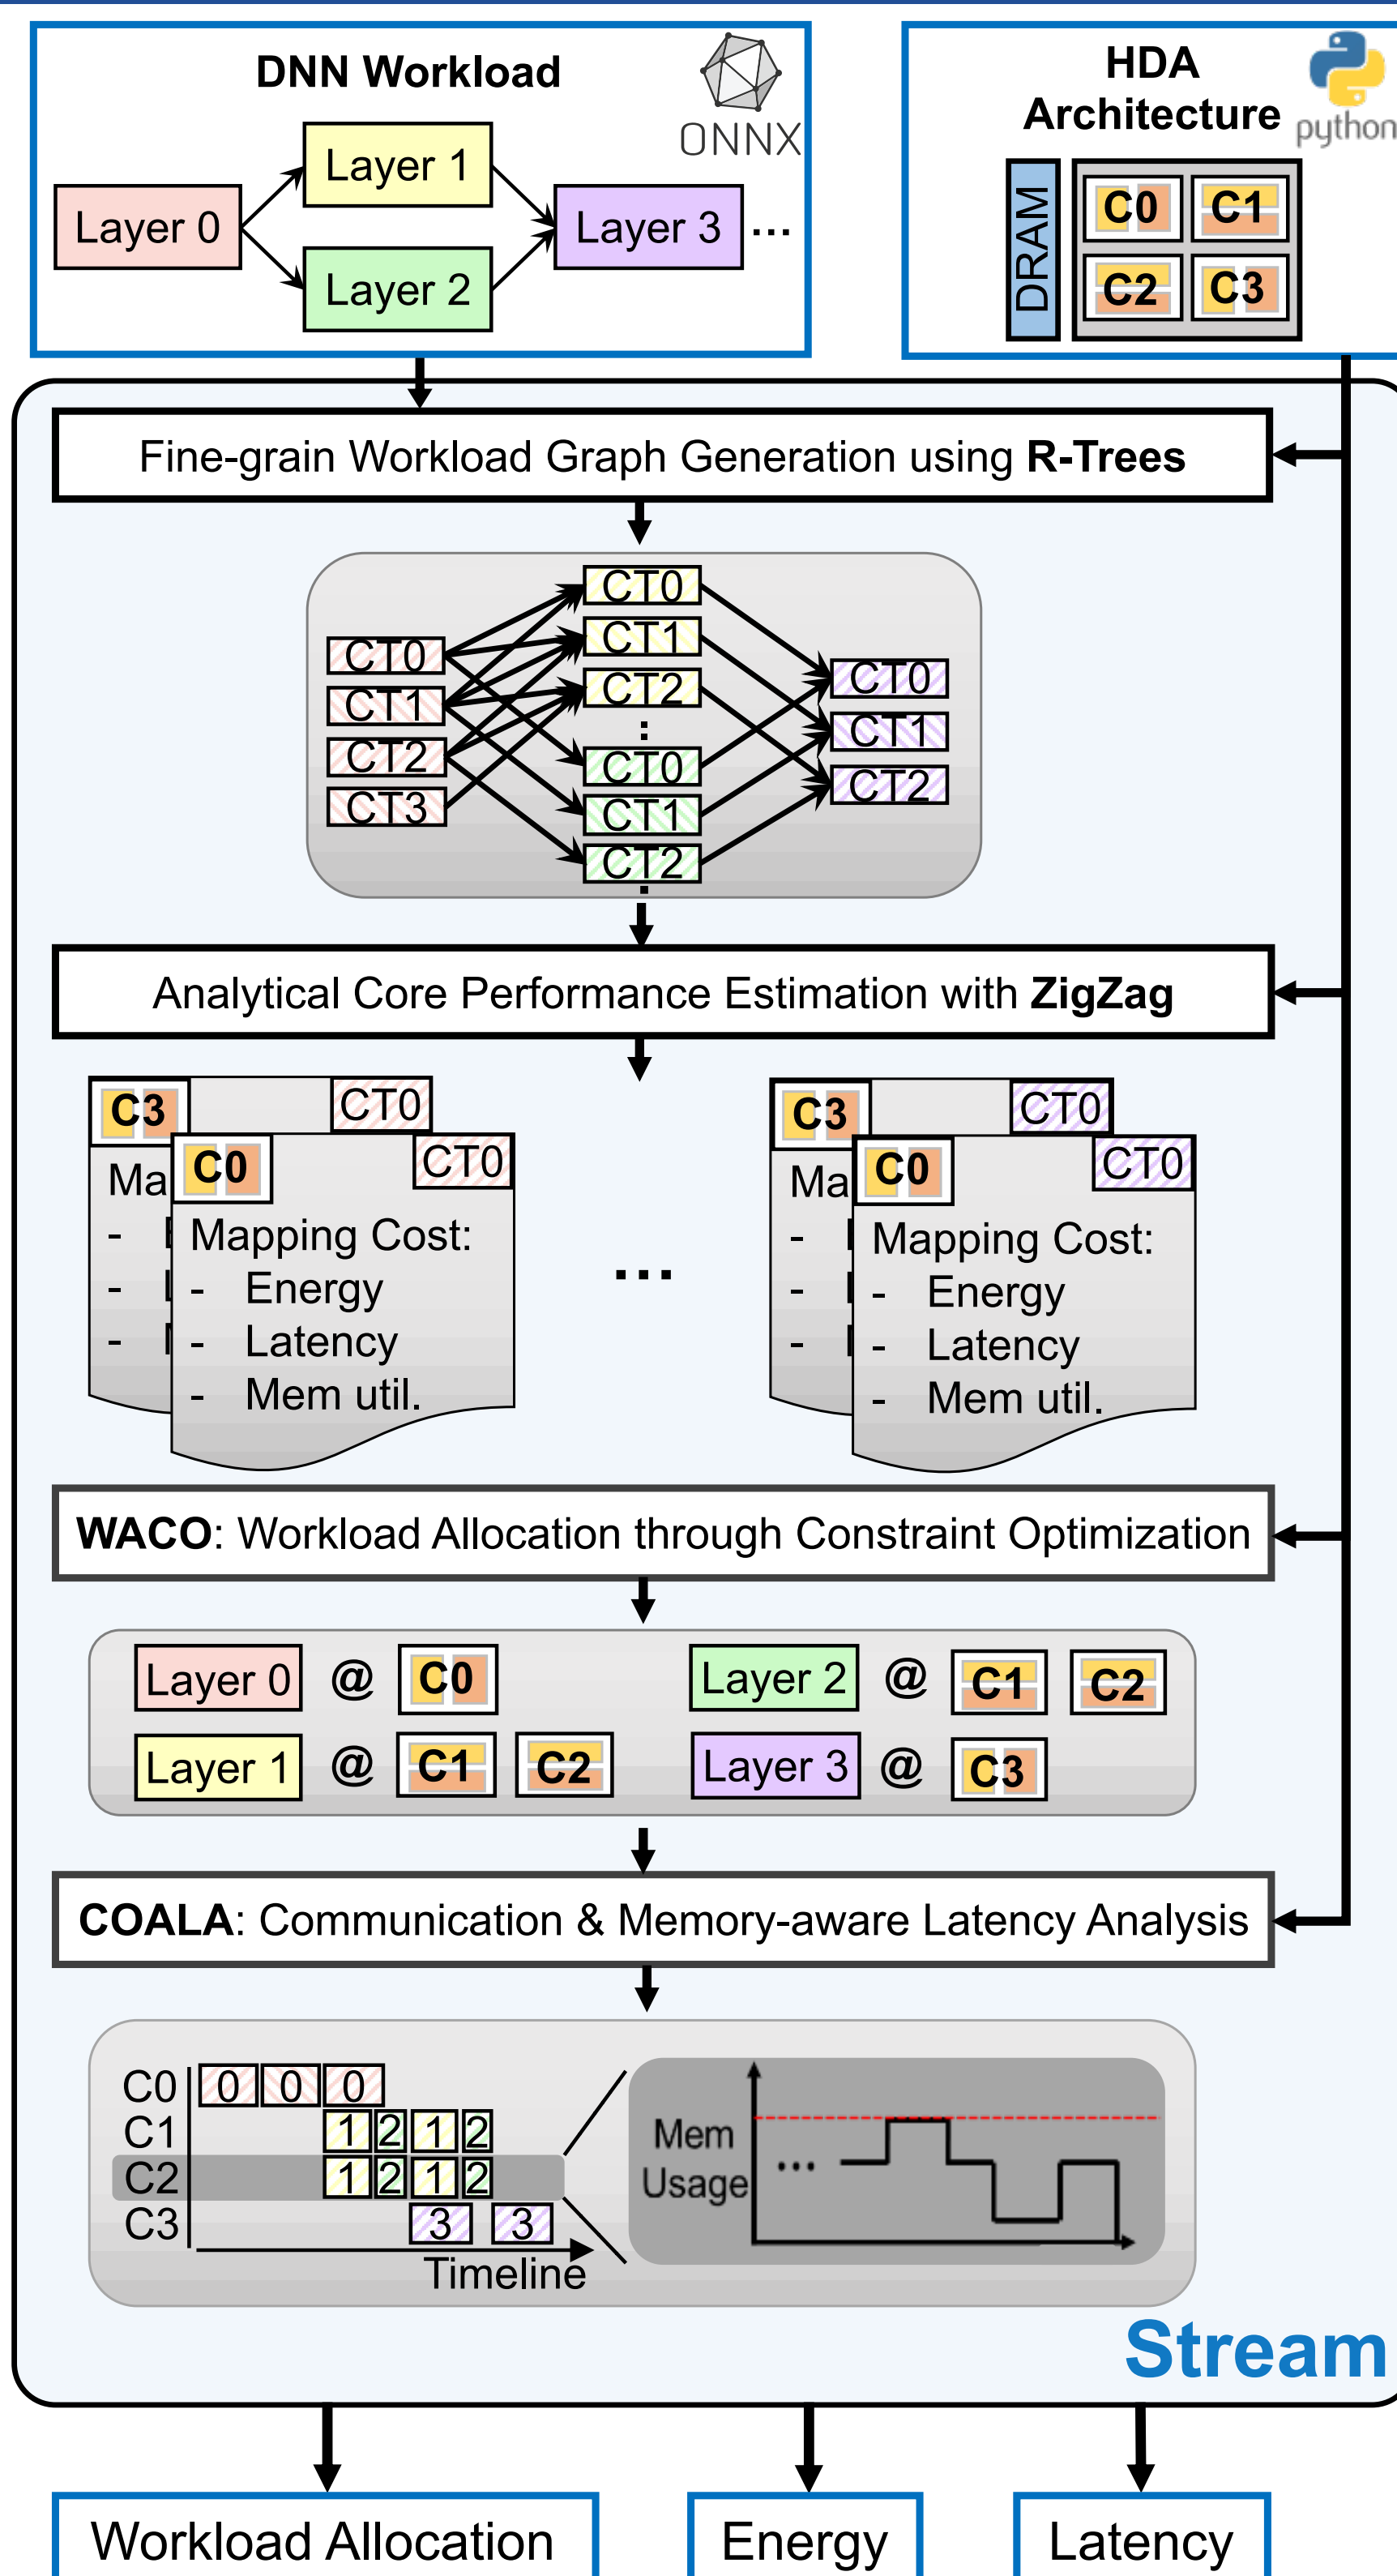 DNN Workload
ONNX
Layer 0
Layer 1
Layer 2
Layer 3 ...
HDA
Architecture
python
DRAM
C0 C1
C2 C3
Fine-grain Workload Graph Generation using R-Trees
CT0
CT1
CT2
CT3
CT0
CT1
CT2
:
CT0
CT1
CT2
CT0
CT1
CT2
Analytical Core Performance Estimation with ZigZag
C3 CT0
C0 CT0
Ma
Mapping Cost:
- Energy
- Latency
- Mem util.
...
C3 CT0
C0 CT0
Ma
Mapping Cost:
- Energy
- Latency
- Mem util.
WACO: Workload Allocation through Constraint Optimization
Layer 0 @ C0 Layer 2 @ C1 C2
Layer 1 @ C1 C2 Layer 3 @ C3
COALA: Communication & Memory-aware Latency Analysis
C0 0 0 0
C1 1 2 1 2
C2 1 2 1 2
C3 3 3
Timeline
Mem
Usage
...
Stream
Workload Allocation
Energy
Latency